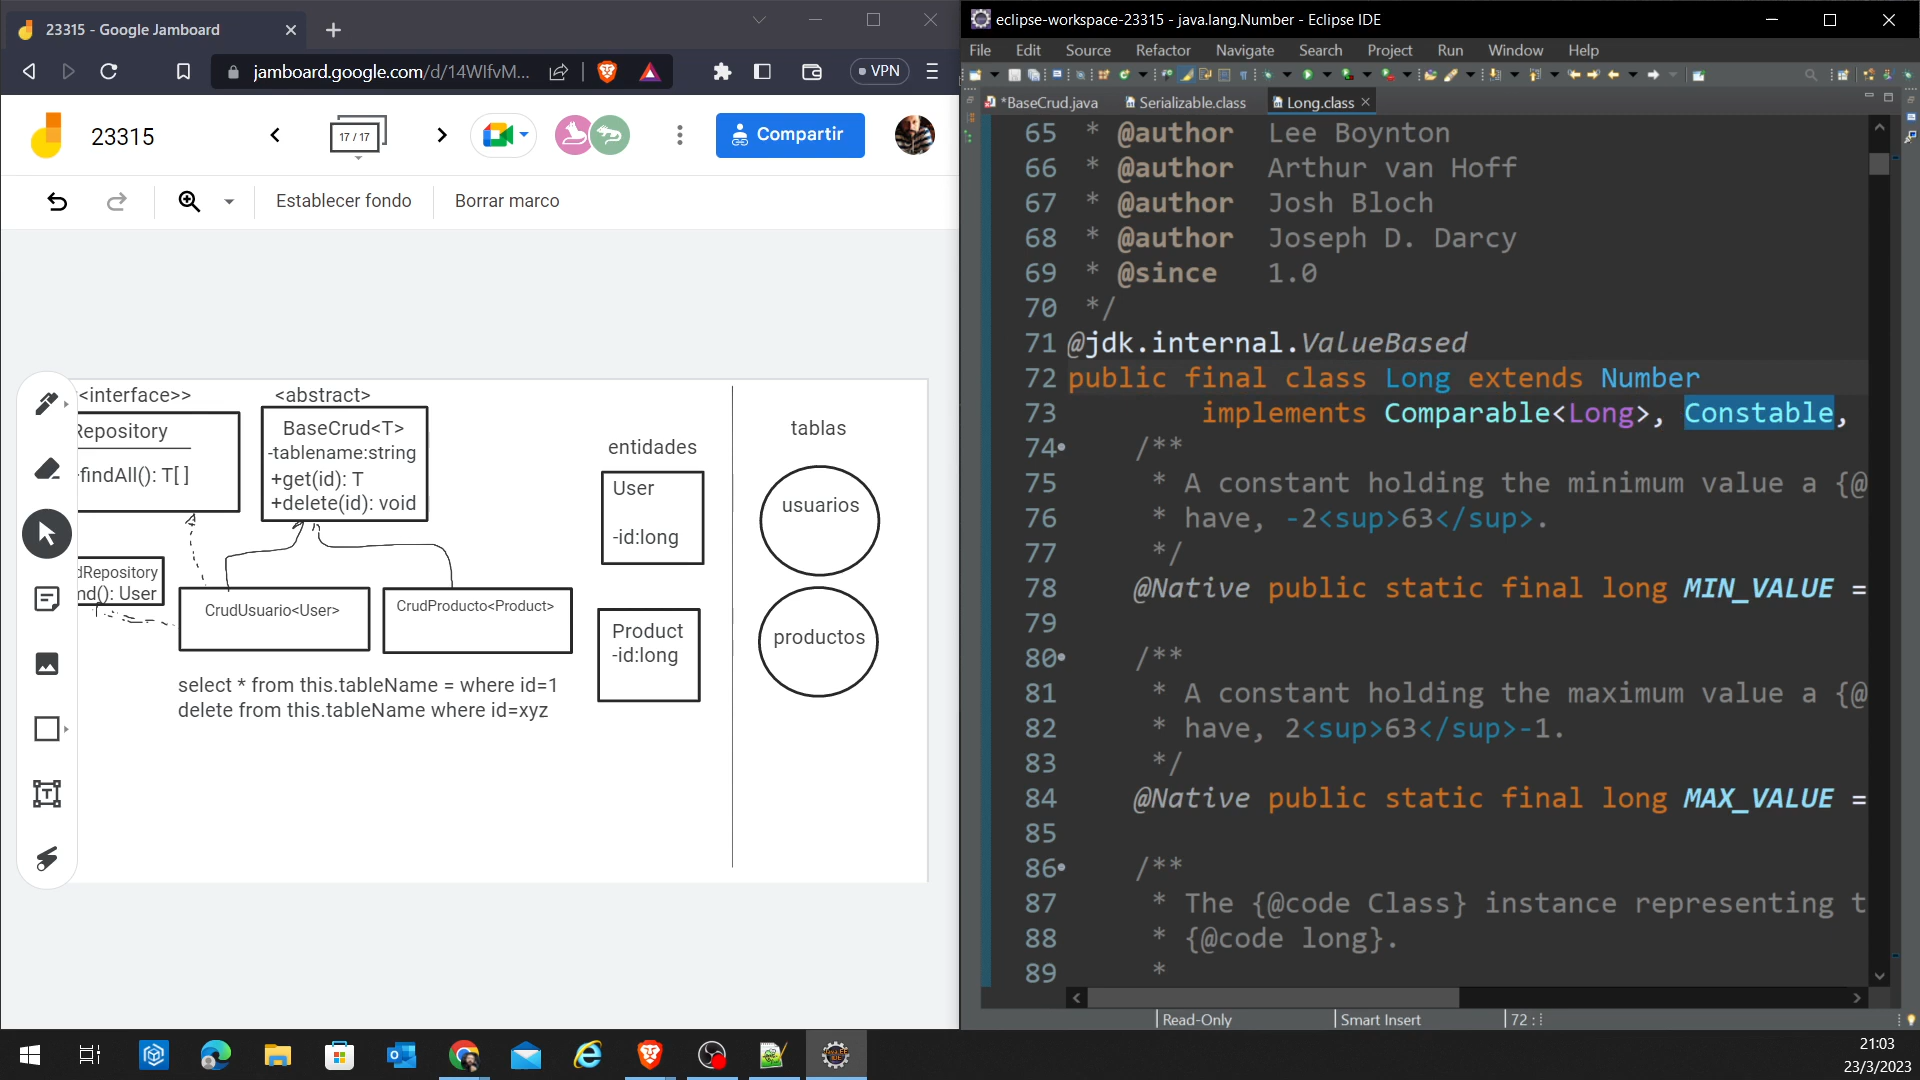 23315 - Google Jamboard
jamboard.google.com/d/14WIfvM...
VPN
23315
17 / 17
Compartir
Establecer fondo
Borrar marco
<interface>>
Repository
findAll(): T[ ]
<abstract>
BaseCrud<T>
-tablename:string
+get(id): T
+delete(id): void
entidades
User
-id:long
Product
-id:long
tablas
usuarios
productos
dRepository
nd(): User
CrudUsuario<User>
CrudProducto<Product>
select * from this.tableName = where id=1
delete from this.tableName where id=xyz
eclipse-workspace-23315 - java.lang.Number - Eclipse IDE
File Edit Source Refactor Navigate Search Project Run Window Help
*BaseCrud.java Serializable.class Long.class
65 * @author Lee Boynton
66 * @author Arthur van Hoff
67 * @author Josh Bloch
68 * @author Joseph D. Darcy
69 * @since 1.0
70 */
71 @jdk.internal.ValueBased
72 public final class Long extends Number
73 implements Comparable<Long>, Constable,
74 /**
75 * A constant holding the minimum value a {@
76 * have, -2<sup>63</sup>.
77 */
78 @Native public static final long MIN_VALUE =
79
80 /**
81 * A constant holding the maximum value a {@
82 * have, 2<sup>63</sup>-1.
83 */
84 @Native public static final long MAX_VALUE =
85
86 /**
87 * The {@code Class} instance representing t
88 * {@code long}.
89 *
Read-Only Smart Insert 72 :
21:03
23/3/2023